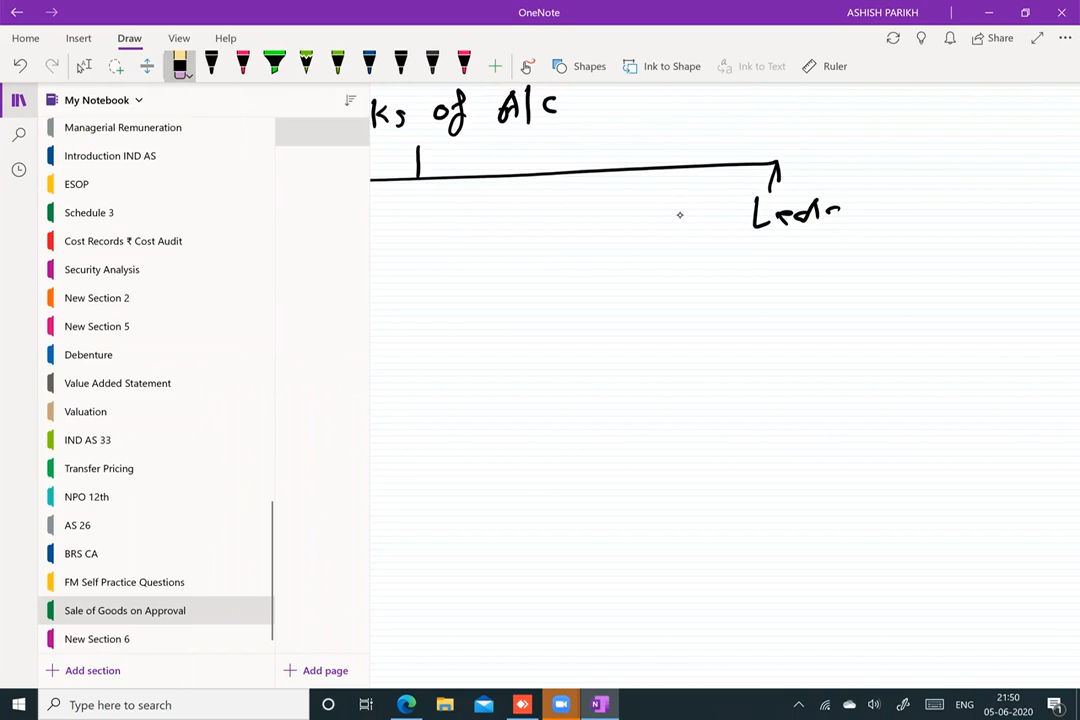 OneNote
ASHISH PARIKH
Home Insert Draw View Help
Share
Shapes
Ink to Shape
Ink to Text
Ruler
My Notebook
ks of A/c
Managerial Remuneration
Introduction IND AS
ESOP
Schedule 3
Cost Records ₹ Cost Audit
Security Analysis
New Section 2
New Section 5
Debenture
Value Added Statement
Valuation
IND AS 33
Transfer Pricing
NPO 12th
AS 26
BRS CA
FM Self Practice Questions
Sale of Goods on Approval
New Section 6
Add section
Add page
Type here to search
ENG
21:50
05-06-2020